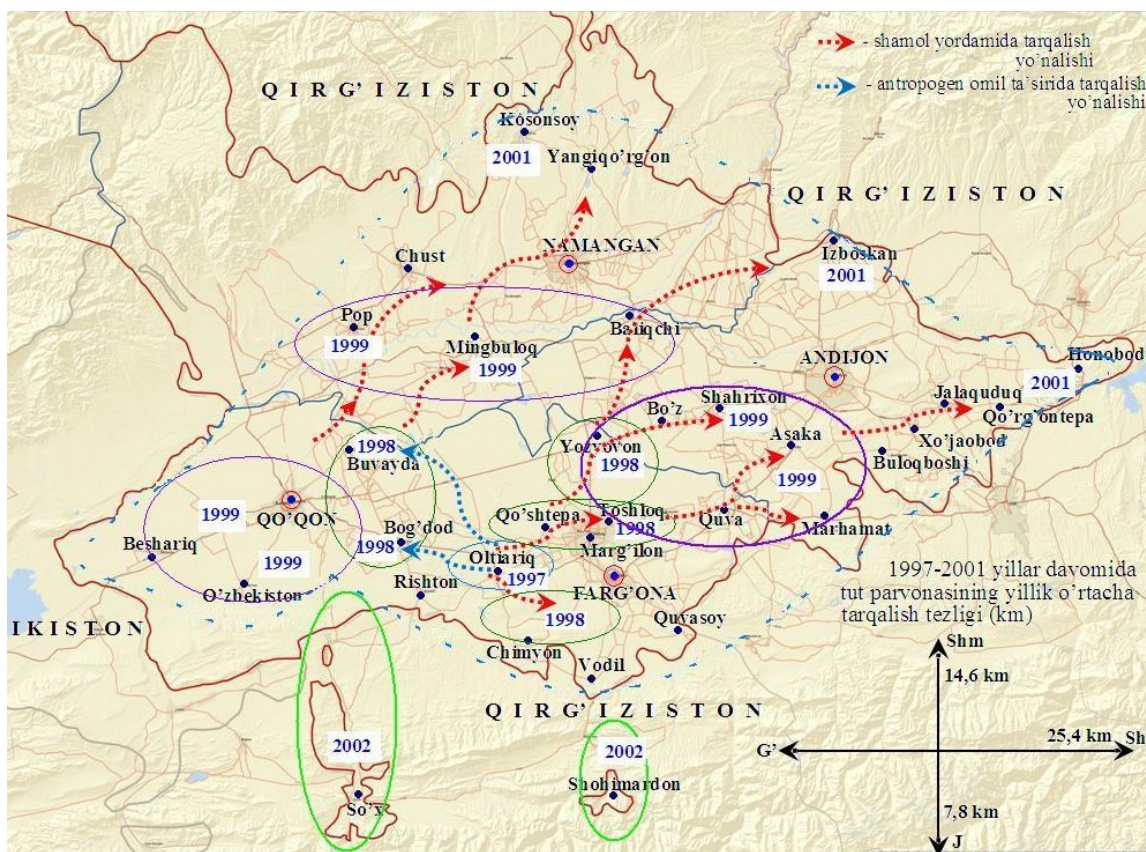 - shamol yordamida tarqalish
yo'nalishi
- antropogen omil ta'sirida tarqalish
yo'nalishi
QIRG'IZISTON
Kosonsoy
2001
Yangiqo'rg'on
QIRG'IZISTON
Izboskan
2001
NAMANGAN
Chust
Pop
1999
Mingbuloq
1999
Baliqchi
ANDIJON
Honobod
2001
Jalaquduq
Qo'rg'ontepa
Xo'jaobod
Buloqboshi
Shahrixon
1999
Bo'z
Asaka
1999
Yozyovon
1998
1998
Buvayda
1999
QO'QON
Beshariq
1999
O'zbekiston
Bog'dod
1998
Rishton
Qo'shtepa
Toshloq
1998
Quva
Marhamat
Marg'ilon
Oltiariq
1997
FARG'ONA
1998
Chimyon
Quvasoy
Vodil
IKISTON
QIRG'IZISTON
2002
So'x
2002
Shohimardon
1997-2001 yillar davomida
tut parvonasining yillik o'rtacha
tarqalish tezligi (km)
Shm
14,6 km
G'
25,4 km
Sh
7,8 km
J